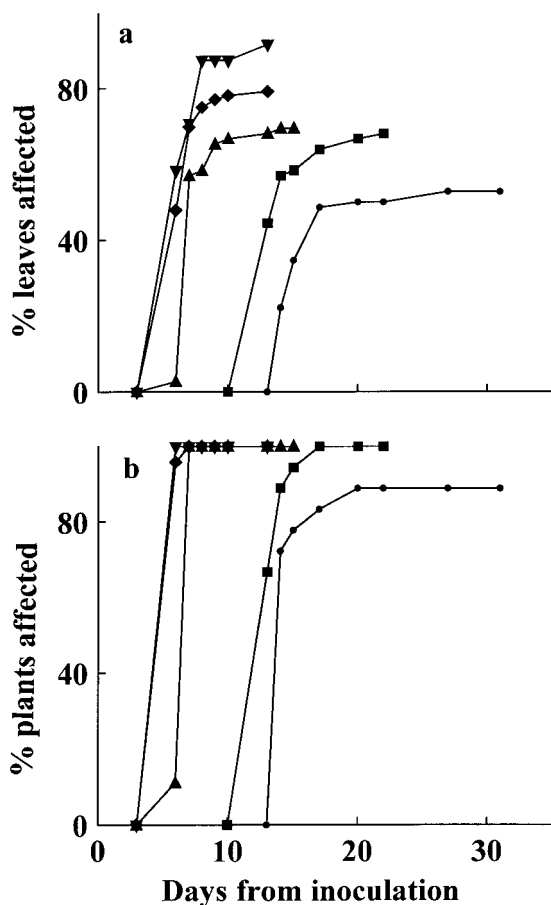 a
80
40
0
% leaves affected
b
80
40
0
% plants affected
0 10 20 30
Days from inoculation